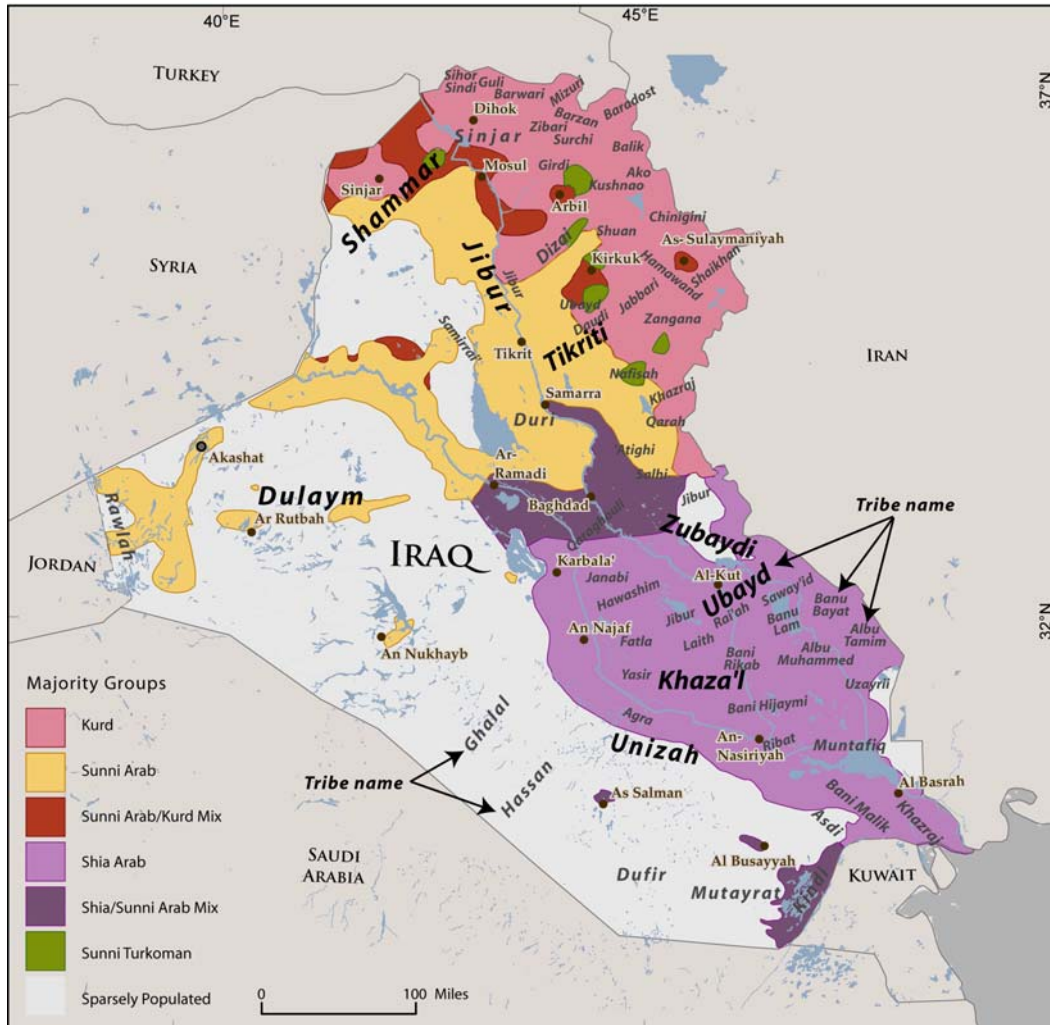 40°E
45°E
37°N
32°N
TURKEY
SYRIA
JORDAN
SAUDI
ARABIA
KUWAIT
IRAN
IRAQ
Sihor
Sindi
Guli
Barwari
Mizuri
Baradost
Dihok
Barzan
Zibari
Surchi
Sinjar
Balik
Mosul
Girdi
Ako
Kushnao
Sinjar
Arbil
Shammar
Chinigini
Shuan
As- Sulaymaniyah
Dizai
Jibur
Jibur
Kirkuk
Hamawand
Shaikhan
Jabbari
Ubayd
Daudi
Zangana
Samirrai"
Tikrit
Tikriti
Nafisah
Khazraj
Samarra
Duri
Qarah
Atighi
Akashat
Ar-
Ramadi
Salhi
Dulaym
Baghdad
Jibur
Rawlah
Ar Rutbah
Qaraghouli
Zubaydi
Tribe name
Karbala'
Janabi
Al-Kut
Ubayd
Saway'id
Hawashim
Banu
Bayat
Jibur
Rai'ah
Banu
Lam
Albu
Tamim
An Najaf
Fatla
Laith
An Nukhayb
Bani
Rikab
Albu
Muhammed
Yasir
Khaza'l
Uzayrli
Bani Hijaymi
Agra
Ghalal
Unizah
An-
Nasiriyah
Ribat
Muntafiq
Tribe name
Hassan
As Salman
Al Basrah
Bani Malik
Khazraj
Asdi
Al Busayyah
Dufir
Mutayrat
Kindi
Majority Groups
Kurd
Sunni Arab
Sunni Arab/Kurd Mix
Shia Arab
Shia/Sunni Arab Mix
Sunni Turkoman
Sparsely Populated
0 100 Miles